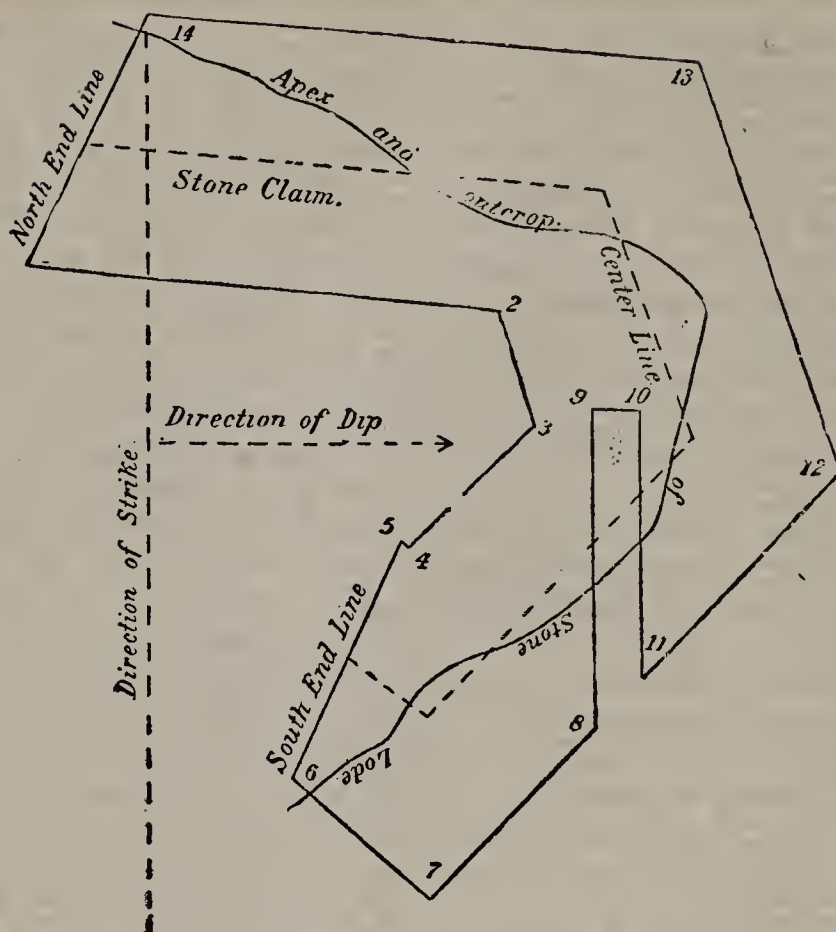 14
Apex
and
13
North End Line
Stone Claim.
outcrop.
Center Line
2
9
10
Direction of Dip
3
12
of
5
4
Direction of Strike
South End Line
Stone
11
8
6
Lode
7